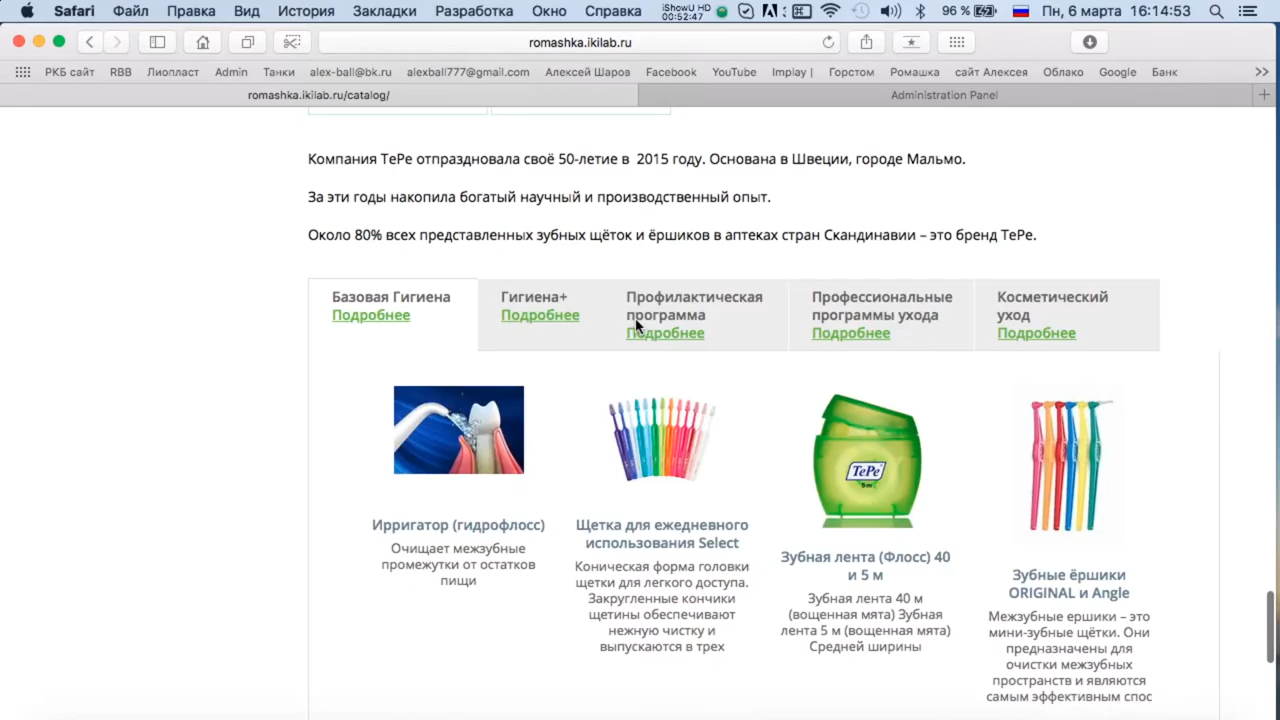 Safari Файл Правка Вид История Закладки Разработка Окно Справка iShowU HD 00:52:47 96 % Пн, 6 марта 16:14:53
romashka.ikilab.ru
РКБ сайт RBB Лиопласт Admin Танки alex-ball@bk.ru alexball777@gmail.com Алексей Шаров Facebook YouTube Implay | Горстом Ромашка сайт Алексея Облако Google Банк >>
romashka.ikilab.ru/catalog/ Administration Panel +
Компания ТеРе отпраздновала своё 50-летие в 2015 году. Основана в Швеции, городе Мальмо.
За эти годы накопила богатый научный и производственный опыт.
Около 80% всех представленных зубных щёток и ёршиков в аптеках стран Скандинавии – это бренд ТеРе.
Базовая Гигиена
Подробнее
Гигиена+
Подробнее
Профилактическая
программа
Подробнее
Профессиональные
программы ухода
Подробнее
Косметический
уход
Подробнее
Ирригатор (гидрофлосс)
Очищает межзубные
промежутки от остатков
пищи
Щетка для ежедневного
использования Select
Коническая форма головки
щетки для легкого доступа.
Закругленные кончики
щетины обеспечивают
нежную чистку и
выпускаются в трех
TePe
5m
Зубная лента (Флосс) 40
и 5 м
Зубная лента 40 м
(вощенная мята) Зубная
лента 5 м (вощенная мята)
Средней ширины
Зубные ёршики
ORIGINAL и Angle
Межзубные ершики – это
мини-зубные щётки. Они
предназначены для
очистки межзубных
пространств и являются
самым эффективным спос